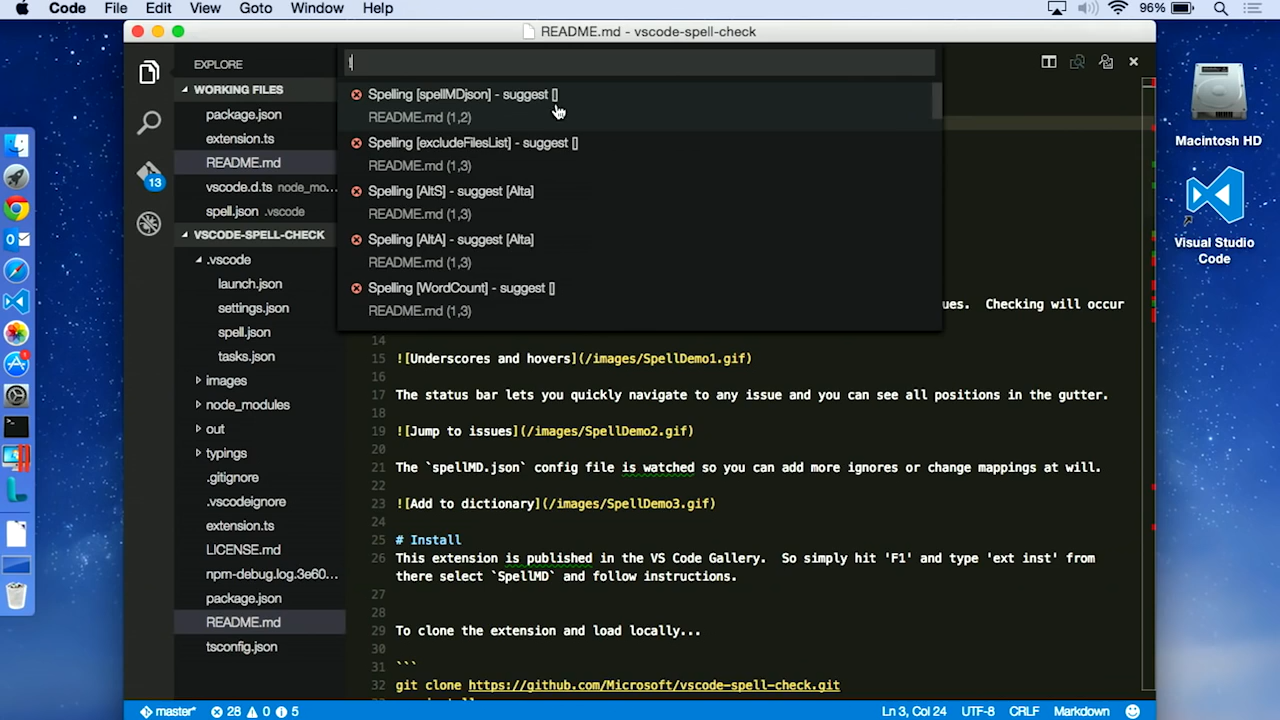 Code File Edit View Goto Window Help 96%
README.md - vscode-spell-check
EXPLORE
WORKING FILES
package.json
extension.ts
README.md
vscode.d.ts node_mo...
spell.json .vscode
VSCODE-SPELL-CHECK
.vscode
launch.json
settings.json
spell.json
tasks.json
images
node_modules
out
typings
.gitignore
.vscodeignore
extension.ts
LICENSE.md
npm-debug.log.3e60...
package.json
README.md
tsconfig.json
13
Spelling [spellMDjson] - suggest []
README.md (1,2)
Spelling [excludeFilesList] - suggest []
README.md (1,3)
Spelling [AltS] - suggest [Alta]
README.md (1,3)
Spelling [AltA] - suggest [Alta]
README.md (1,3)
Spelling [WordCount] - suggest []
README.md (1,3)
ues. Checking will occur
14
15 ![Underscores and hovers](/images/SpellDemo1.gif)
16
17 The status bar lets you quickly navigate to any issue and you can see all positions in the gutter.
18
19 ![Jump to issues](/images/SpellDemo2.gif)
20
21 The `spellMD.json` config file is watched so you can add more ignores or change mappings at will.
22
23 ![Add to dictionary](/images/SpellDemo3.gif)
24
25 # Install
26 This extension is published in the VS Code Gallery. So simply hit 'F1' and type 'ext inst' from
there select `SpellMD` and follow instructions.
27
28
29 To clone the extension and load locally...
30
31 ```
32 git clone https://github.com/Microsoft/vscode-spell-check.git
master* 28 0 5 Ln 3, Col 24 UTF-8 CRLF Markdown
Macintosh HD
Visual Studio
Code